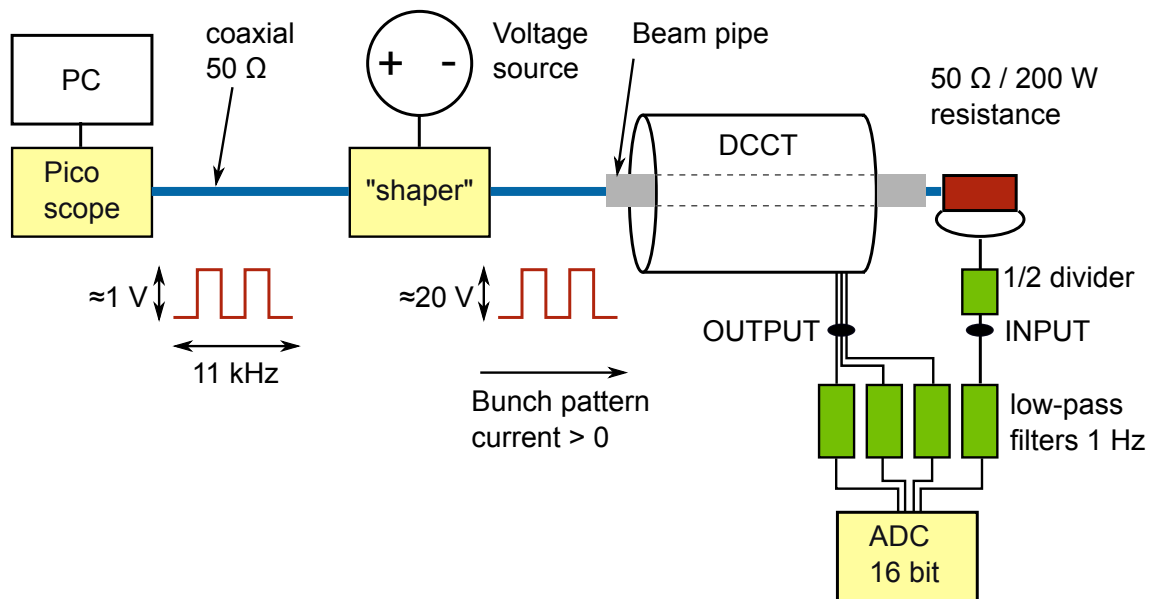 coaxial
50 Ω
PC
+ -
Voltage
source
Beam pipe
50 Ω / 200 W
resistance
DCCT
Pico
scope
"shaper"
≈1 V
11 kHz
≈20 V
Bunch pattern
current > 0
1/2 divider
OUTPUT
INPUT
low-pass
filters 1 Hz
ADC
16 bit